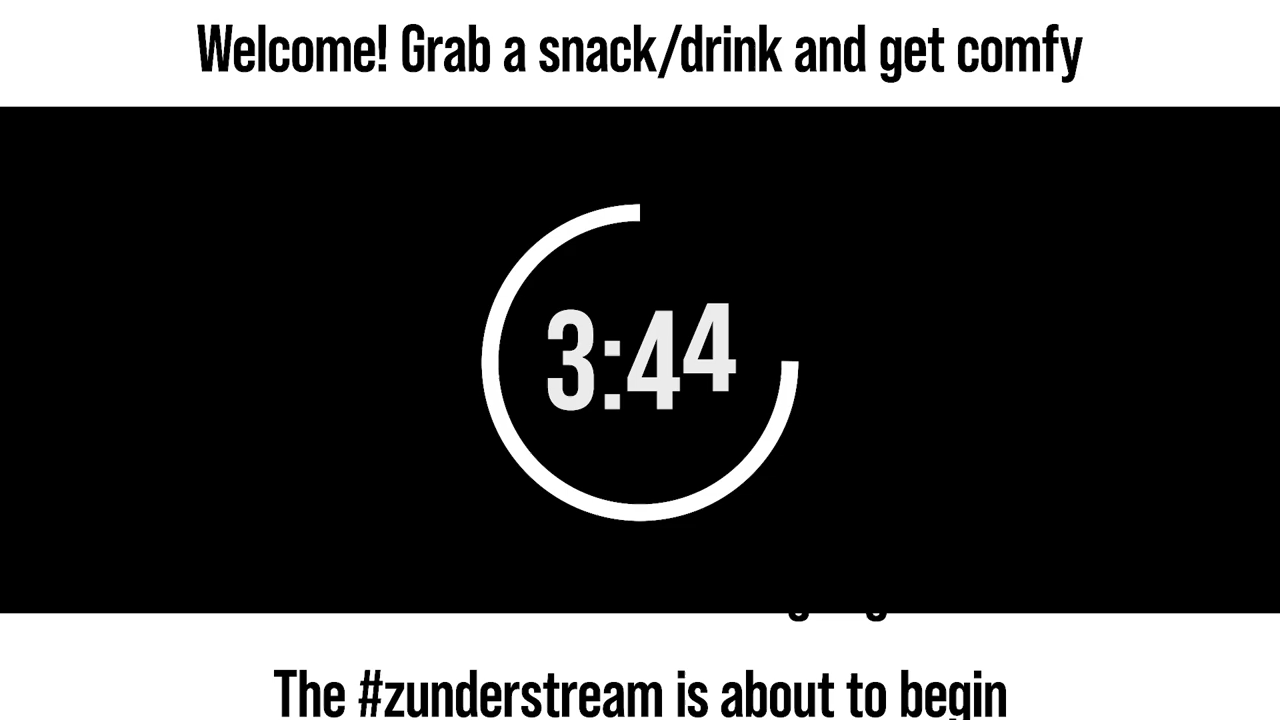 Welcome! Grab a snack/drink and get comfy
3:44
The #zunderstream is about to begin